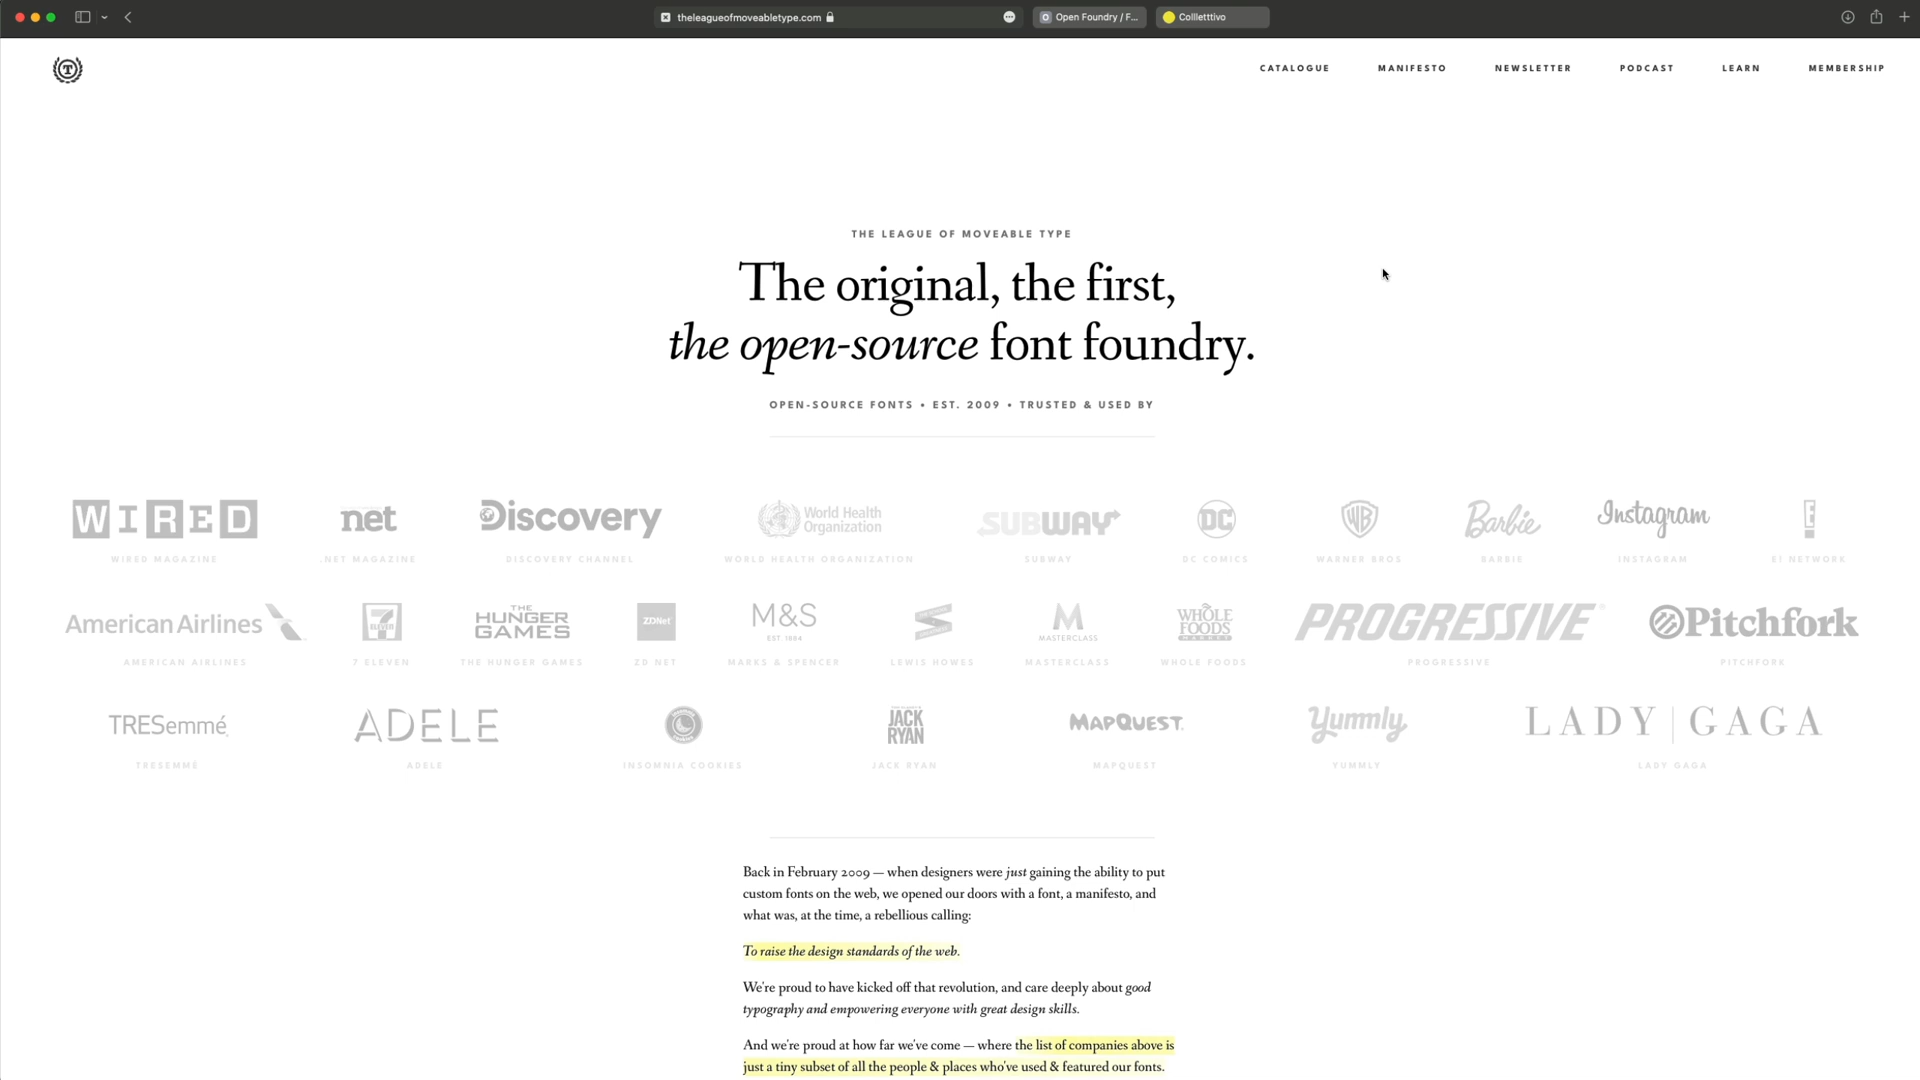 theleagueofmoveabletype.com
Open Foundry / F...
Collletttivo
CATALOGUE
MANIFESTO
NEWSLETTER
PODCAST
LEARN
MEMBERSHIP
THE LEAGUE OF MOVEABLE TYPE
The original, the first,
the open-source font foundry.
OPEN-SOURCE FONTS • EST. 2009 • TRUSTED & USED BY
WIRED
net
Discovery
World Health
Organization
SUBWAY
DC
WB
Barbie
Instagram
E!
WIRED MAGAZINE
.NET MAGAZINE
DISCOVERY CHANNEL
WORLD HEALTH ORGANIZATION
SUBWAY
DC COMICS
WARNER BROS
BARBIE
INSTAGRAM
E! NETWORK
American Airlines
7 ELEVEN
THE
HUNGER
GAMES
ZDNet
M&S
EST. 1884
M
MASTERCLASS
WHOLE
FOODS
MARKET
PROGRESSIVE
Pitchfork
AMERICAN AIRLINES
7 ELEVEN
THE HUNGER GAMES
ZD NET
MARKS & SPENCER
LEWIS HOWES
MASTERCLASS
WHOLE FOODS
PROGRESSIVE
PITCHFORK
TRESemmé
ADELE
JACK
RYAN
MAPQUEST
Yummly
LADY | GAGA
TRESEMMÉ
ADELE
INSOMNIA COOKIES
JACK RYAN
MAPQUEST
YUMMLY
LADY GAGA
Back in February 2009 — when designers were just gaining the ability to put
custom fonts on the web, we opened our doors with a font, a manifesto, and
what was, at the time, a rebellious calling:
To raise the design standards of the web.
We're proud to have kicked off that revolution, and care deeply about good
typography and empowering everyone with great design skills.
And we're proud at how far we've come — where the list of companies above is
just a tiny subset of all the people & places who've used & featured our fonts.